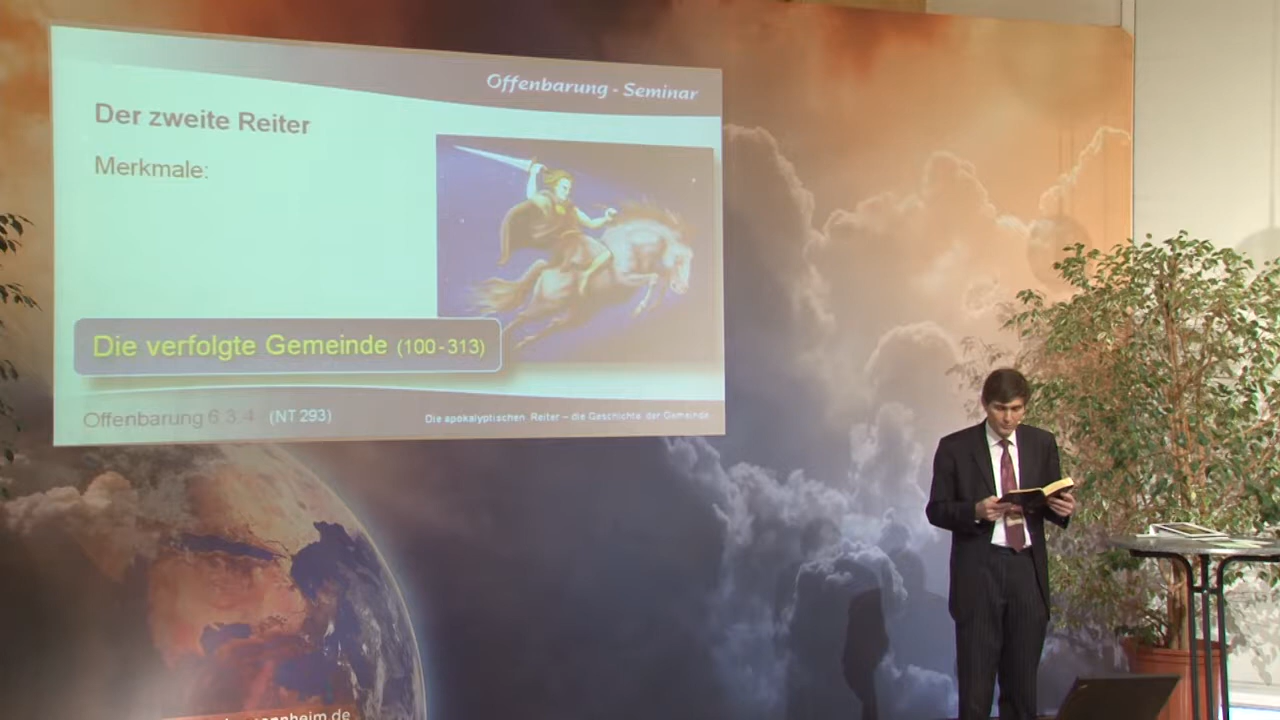 Offenbarung - Seminar
Der zweite Reiter
Merkmale:
Die verfolgte Gemeinde (100-313)
Offenbarung 6,3.4 (NT 293)
Die apokalyptischen Reiter – die Geschichte der Gemeinde